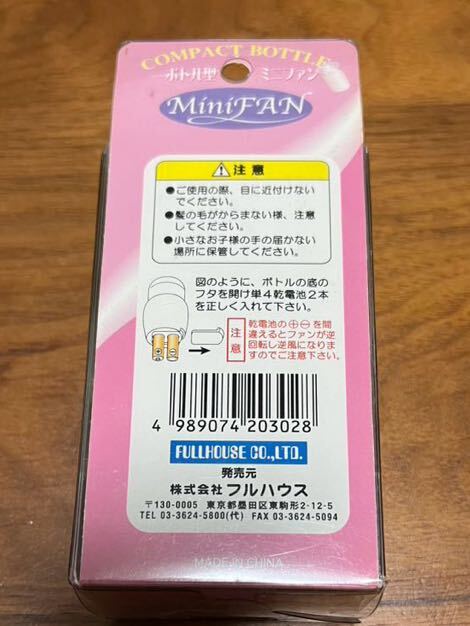 COMPACT BOTTLE
ボトル型 ミニファン
MiniFAN
注意
●ご使用の際、目に近付けない
でください。
●髪の毛がからまない様、注意
してください。
●小さなお子様の手の届かない
場所に保管してください。
図のように、ボトルの底の
フタを開け単4乾電池2本
を正しく入れて下さい。
注意
乾電池の⊕⊖を間
違えるとファンが逆
回転し逆風になりま
すのでご注意下さい。
4 989074 203028
FULLHOUSE CO.,LTD.
発売元
株式会社 フルハウス
〒130-0005 東京都墨田区東駒形2-12-5
TEL 03-3624-5800(代) FAX 03-3624-5094
MADE IN CHINA